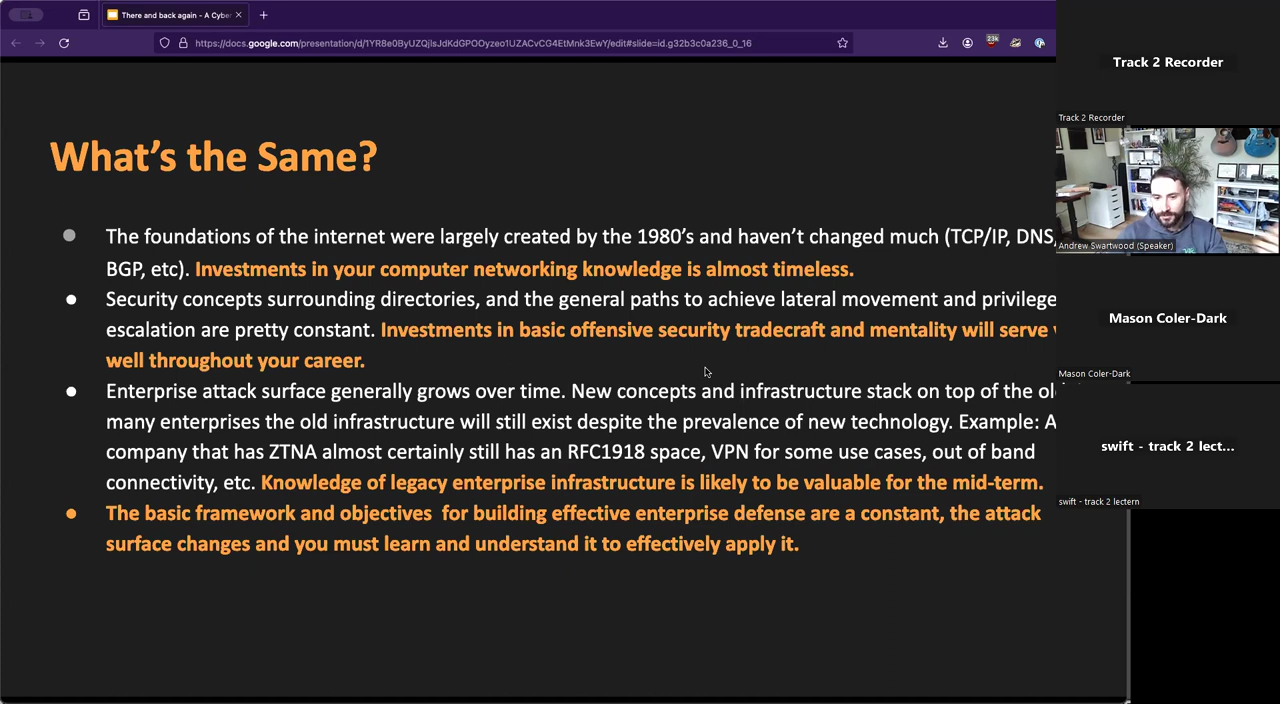 There and back again - A Cyber
https://docs.google.com/presentation/d/1YR8e0ByUZQjlsJdKdGPOOyzeo1UZACvCG4EtMnk3EwY/edit#slide=id.g32b3c0a236_0_16
23k
What's the Same?
The foundations of the internet were largely created by the 1980's and haven't changed much (TCP/IP, DNS,
BGP, etc). Investments in your computer networking knowledge is almost timeless.
Security concepts surrounding directories, and the general paths to achieve lateral movement and privilege
escalation are pretty constant. Investments in basic offensive security tradecraft and mentality will serve
well throughout your career.
Enterprise attack surface generally grows over time. New concepts and infrastructure stack on top of the
many enterprises the old infrastructure will still exist despite the prevalence of new technology. Example: A
company that has ZTNA almost certainly still has an RFC1918 space, VPN for some use cases, out of band
connectivity, etc. Knowledge of legacy enterprise infrastructure is likely to be valuable for the mid-term.
The basic framework and objectives for building effective enterprise defense are a constant, the attack
surface changes and you must learn and understand it to effectively apply it.
Track 2 Recorder
Track 2 Recorder
Andrew Swartwood (Speaker)
Mason Coler-Dark
Mason Coler-Dark
swift - track 2 lect...
swift - track 2 lectern